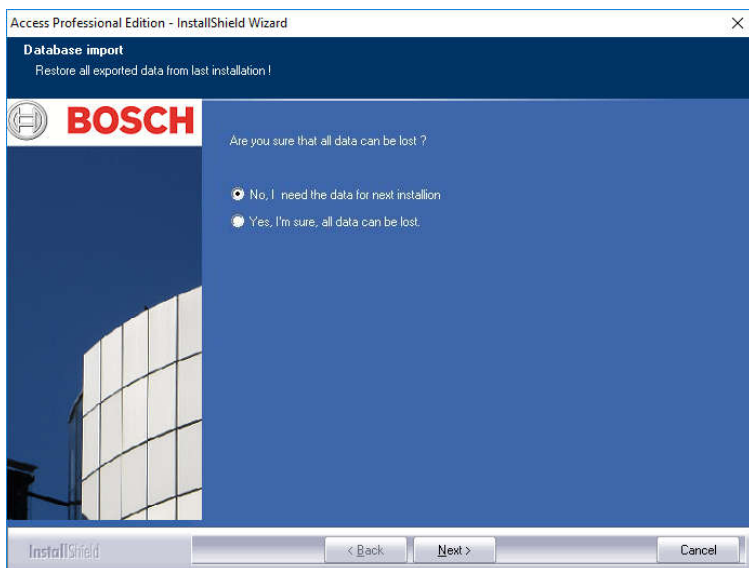 Access Professional Edition - InstallShield Wizard
Database import
Restore all exported data from last installation !
BOSCH
Are you sure that all data can be lost ?
No, I need the data for next installion
Yes, I'm sure, all data can be lost.
InstallShield
< Back
Next >
Cancel